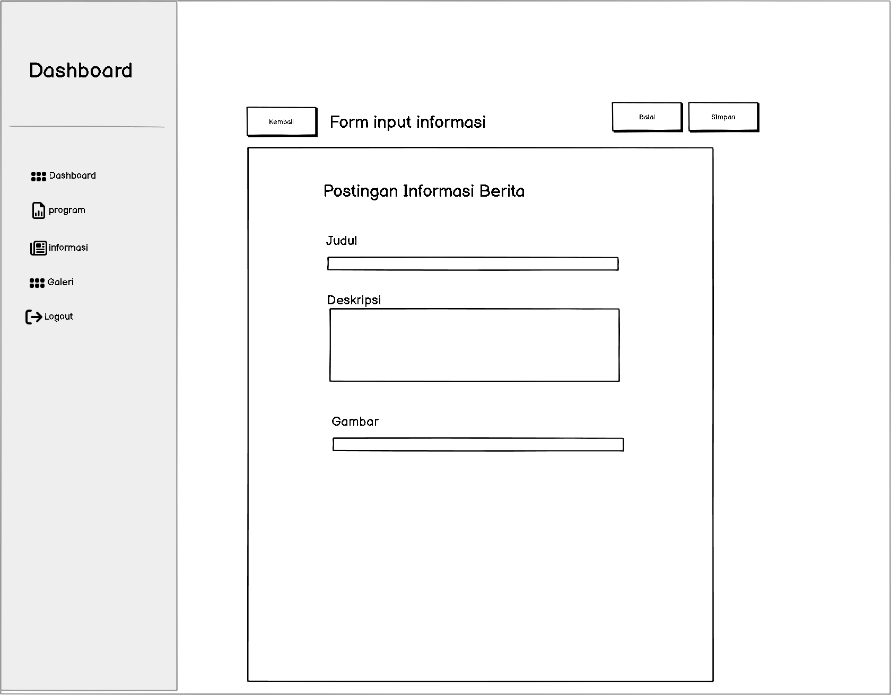 Dashboard
Dashboard
program
informasi
Galeri
Logout
Kembali
Form input informasi
Batal
Simpan
Postingan Informasi Berita
Judul
Deskripsi
Gambar